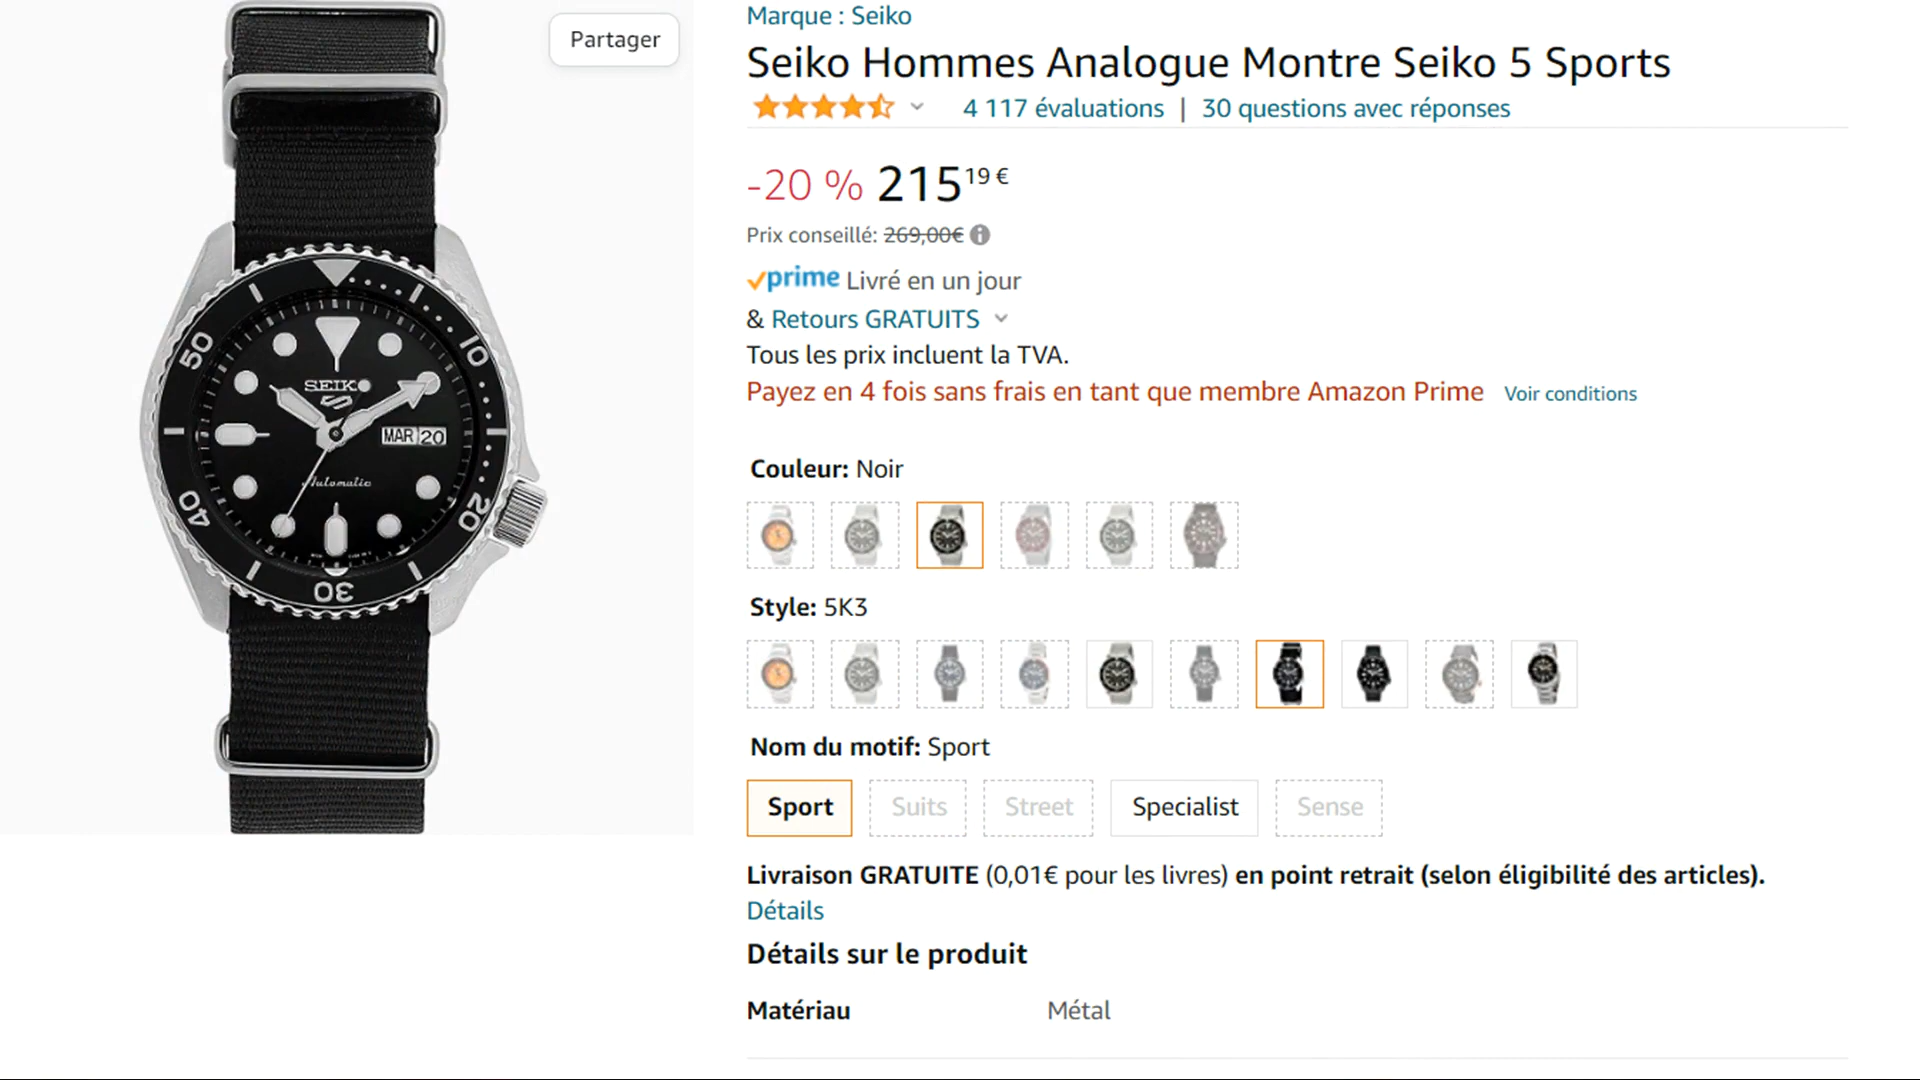 Partager
SEIKO
5
MAR 20
Automatic
50
10
40
20
30
Marque : Seiko
Seiko Hommes Analogue Montre Seiko 5 Sports
4 117 évaluations | 30 questions avec réponses
-20 % 215 19 €
Prix conseillé: 269,00€
prime Livré en un jour
& Retours GRATUITS
Tous les prix incluent la TVA.
Payez en 4 fois sans frais en tant que membre Amazon Prime Voir conditions
Couleur: Noir
Style: 5K3
Nom du motif: Sport
Sport Suits Street Specialist Sense
Livraison GRATUITE (0,01€ pour les livres) en point retrait (selon éligibilité des articles).
Détails
Détails sur le produit
Matériau Métal